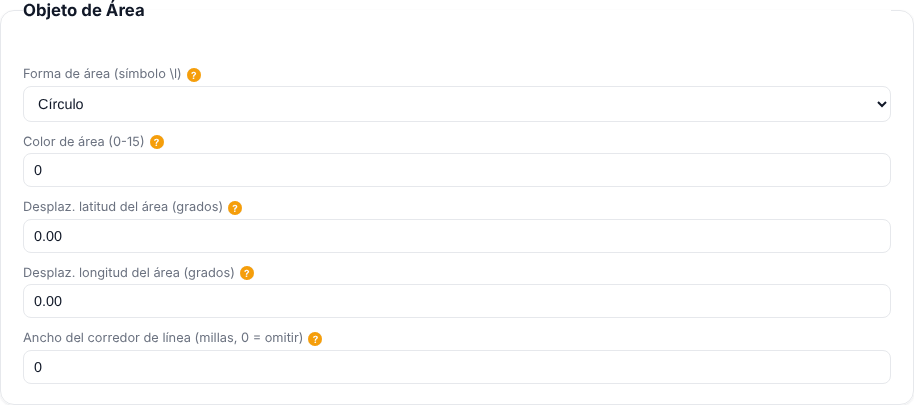 Objeto de Área
Forma de área (símbolo \l) ?
Círculo
Color de área (0-15) ?
0
Desplaz. latitud del área (grados) ?
0.00
Desplaz. longitud del área (grados) ?
0.00
Ancho del corredor de línea (millas, 0 = omitir) ?
0